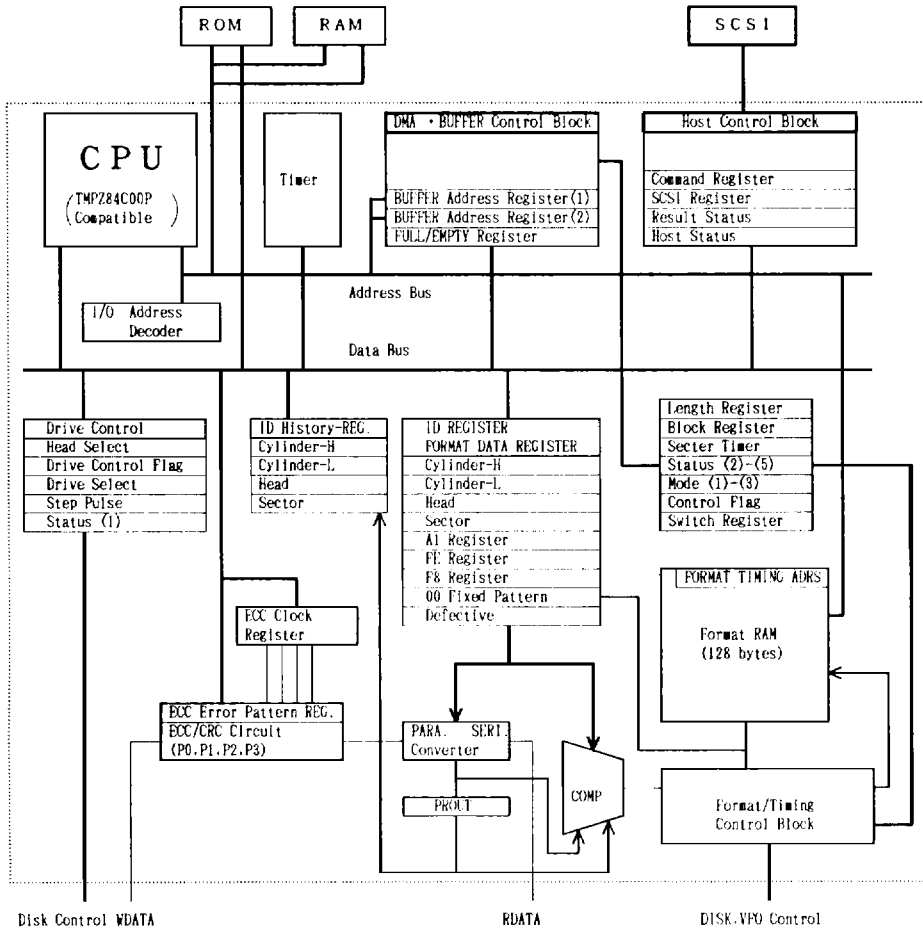 ROM
RAM
SCSI
CPU
(TMPZ84C00P
Compatible)
Timer
DMA ・BUFFER Control Block
BUFFER Address Register(1)
BUFFER Address Register(2)
FULL/EMPTY Register
Host Control Block
Command Register
SCSI Register
Result Status
Host Status
Address Bus
I/O Address
Decoder
Data Bus
Drive Control
Head Select
Drive Control Flag
Drive Select
Step Pulse
Status (1)
ID History-REG.
Cylinder-H
Cylinder-L
Head
Sector
ID REGISTER
FORMAT DATA REGISTER
Cylinder-H
Cylinder-L
Head
Sector
A1 Register
FE Register
F8 Register
00 Fixed Pattern
Defective
Length Register
Block Register
Secter Timer
Status (2)-(5)
Mode (1)-(3)
Control Flag
Switch Register
FORMAT TIMING ADRS
Format RAM
(128 bytes)
ECC Clock
Register
ECC Error Pattern REG.
ECC/CRC Circuit
(P0.P1.P2.P3)
PARA. SERI.
Converter
PROUT
COMP
Format/Timing
Control Block
Disk Control WDATA
RDATA
DISK.VFO Control